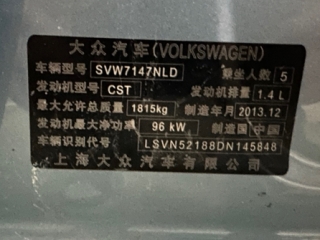 大众汽车(VOLKSWAGEN)
车辆型号 SVW7147NLD 乘坐人数 5
发动机型号 CST 发动机排量 1.4 L
最大允许总质量 1815kg 制造年月 2013.12
发动机最大净功率 96 kW 制造国 中国
车辆识别代号 LSVN52188DN145848
上海大众汽车有限公司